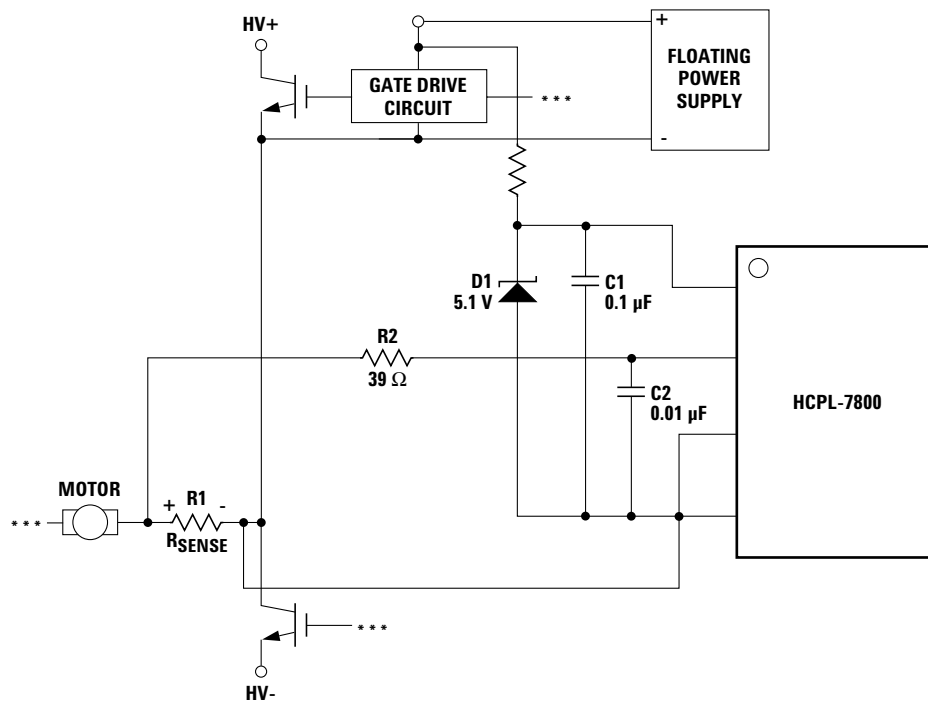 HV+
+
FLOATING
POWER
SUPPLY
-
GATE DRIVE
CIRCUIT
***
D1
5.1 V
C1
0.1 µF
R2
39 Ω
C2
0.01 µF
HCPL-7800
MOTOR
***
+ R1 -
RSENSE
***
HV-